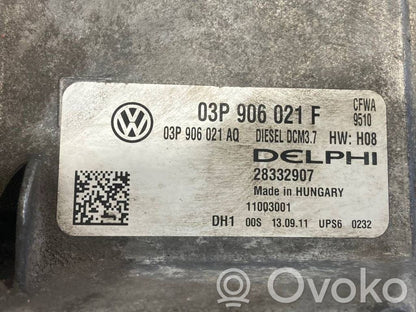 03P 906 021 F
CFWA
9510
03P 906 021 AQ DIESEL DCM3.7 HW: H08
DELPHI
28332907
Made in HUNGARY
11003001
DH1 00S 13.09.11 UPS6 0232
Ovoko